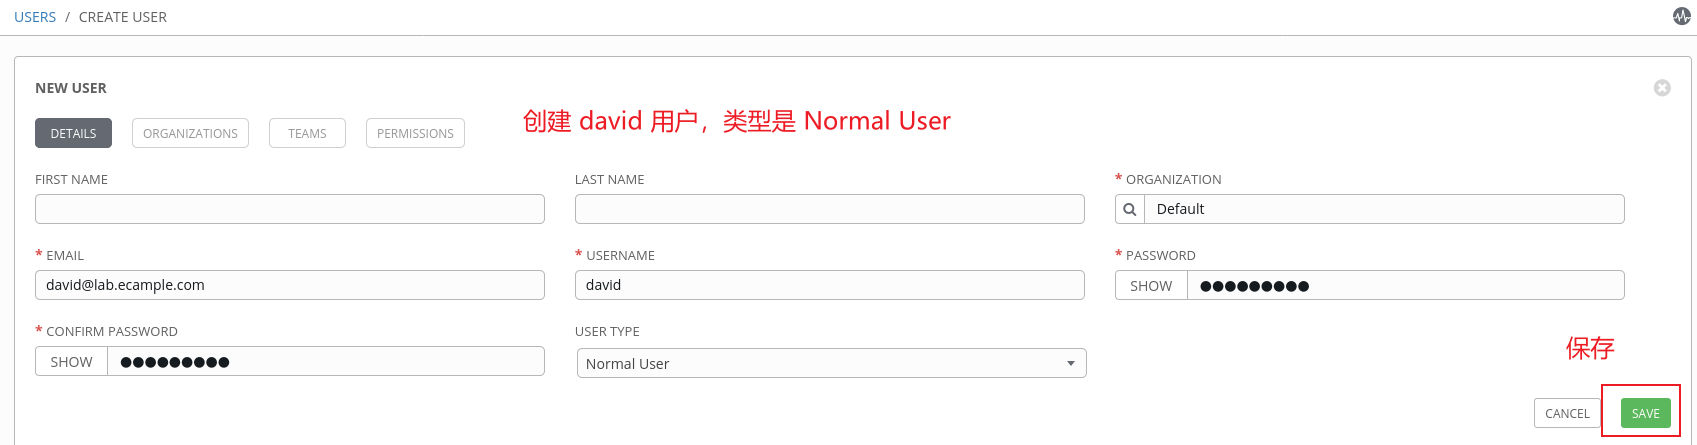 USERS / CREATE USER
NEW USER
DETAILS ORGANIZATIONS TEAMS PERMISSIONS
创建 david 用户，类型是 Normal User
FIRST NAME LAST NAME * ORGANIZATION
Default
* EMAIL * USERNAME * PASSWORD
david@lab.ecample.com david SHOW ●●●●●●●●●
* CONFIRM PASSWORD USER TYPE
SHOW ●●●●●●●●● Normal User
保存
CANCEL SAVE